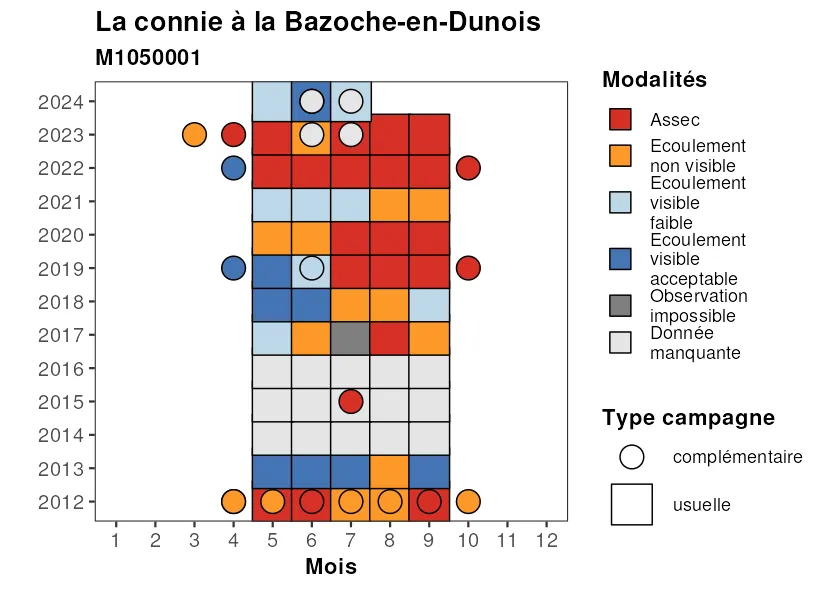 La connie à la Bazoche-en-Dunois
M1050001
2024
2023
2022
2021
2020
2019
2018
2017
2016
2015
2014
2013
2012
1 2 3 4 5 6 7 8 9 10 11 12
Mois
Modalités
Assec
Ecoulement
non visible
Ecoulement
visible
faible
Ecoulement
visible
acceptable
Observation
impossible
Donnée
manquante
Type campagne
complémentaire
usuelle